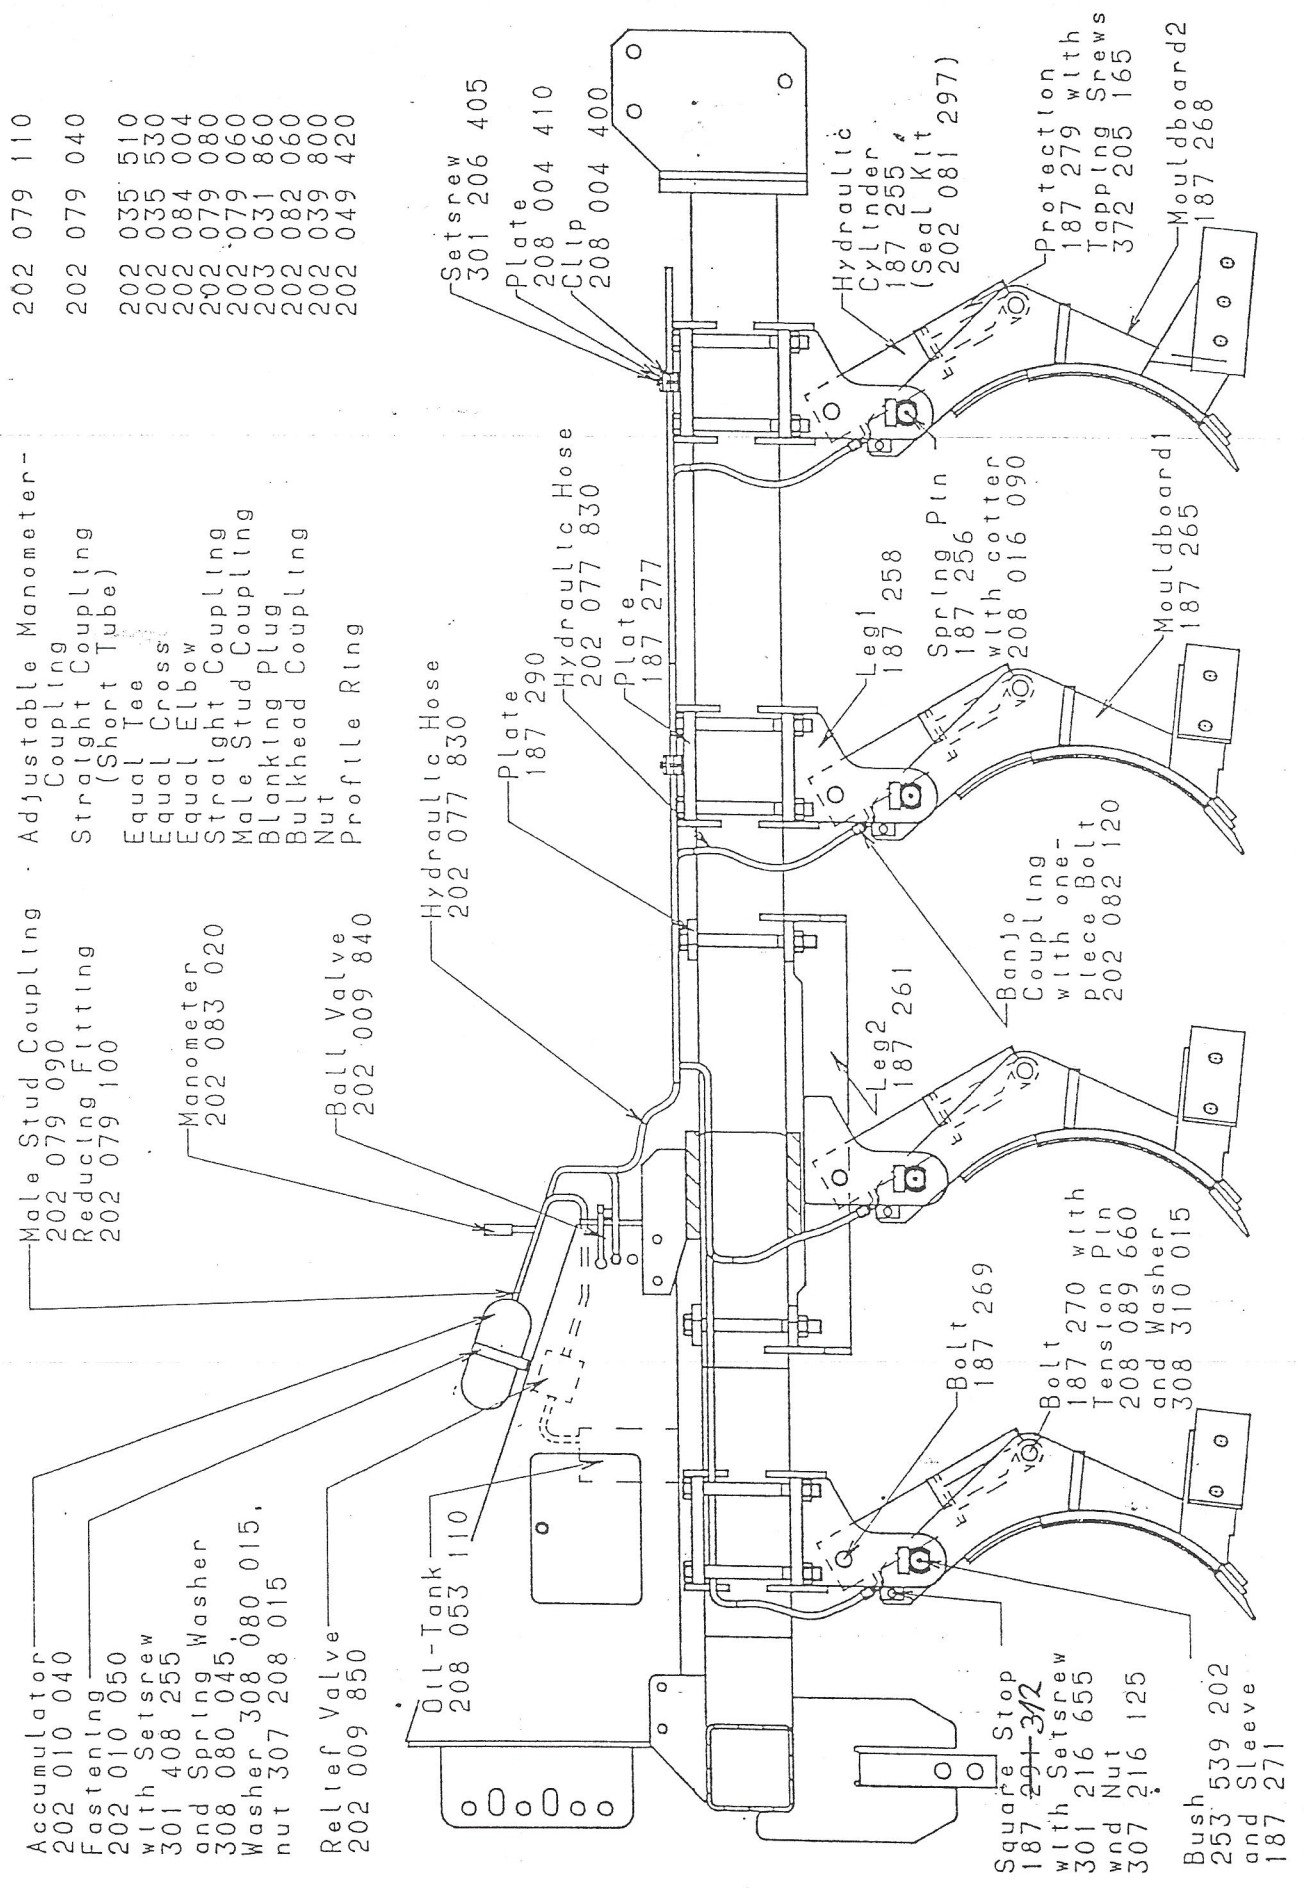 Accumulator
202 010 040
Fastening
202 010 050
with Setsrew
301 408 255
and Spring Washer
308 080 045,
Washer 308 080 015,
nut 307 208 015
Relief Valve
202 009 850
Oil-Tank
208 053 110
Male Stud Coupling
202 079 090
Reducing Fitting
202 079 100
Manometer
202 083 020
Ball Valve
202 009 840
Hydraulic Hose
202 077 830
Plate
187 290
Adjustable Manometer- 202 079 110
Coupling
Straight Coupling 202 079 040
(Short Tube)
Equal Tee 202 035 510
Equal Cross 202 035 530
Equal Elbow 202 084 004
Straight Coupling 202 079 080
Male Stud Coupling 202 079 060
Blanking Plug 203 031 860
Bulkhead Coupling 202 082 060
Nut 202 039 800
Profile Ring 202 049 420
Hydraulic Hose
202 077 830
Plate
187 277
Setsrew
301 206 405
Plate
208 004 410
Clip
208 004 400
Square Stop
187 291 312
with Setsrew
301 216 655
wnd Nut
307 216 125
Bush
253 539 202
and Sleeve
187 271
Bolt
187 269
Bolt
187 270 with
Tension Pin
208 089 660
and Washer
308 310 015
Leg2
187 261
Banjo
Coupling
with one-
piece Bolt
202 082 120
Leg1
187 258
Spring Pin
187 256
with cotter
208 016 090
Mouldboard1
187 265
Hydraulic
Cylinder
187 255
(Seal Kit
202 081 297)
Protection
187 279 with
Tapping Srews
372 205 165
Mouldboard2
187 268